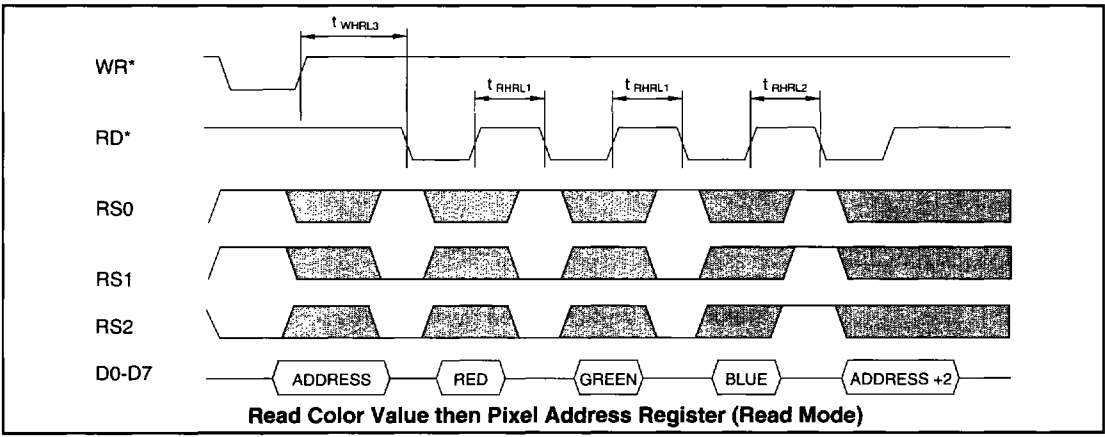 t WHRL3
WR*
t RHRL1 t RHRL1 t RHRL2
RD*
RS0
RS1
RS2
D0-D7 ADDRESS RED GREEN BLUE ADDRESS +2
Read Color Value then Pixel Address Register (Read Mode)